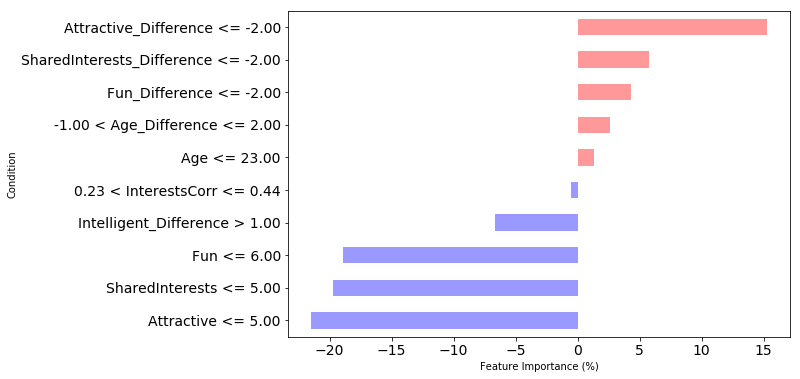 Attractive_Difference <= -2.00
SharedInterests_Difference <= -2.00
Fun_Difference <= -2.00
-1.00 < Age_Difference <= 2.00
Age <= 23.00
0.23 < InterestsCorr <= 0.44
Intelligent_Difference > 1.00
Fun <= 6.00
SharedInterests <= 5.00
Attractive <= 5.00
Condition
−20 −15 −10 −5 0 5 10 15
Feature Importance (%)